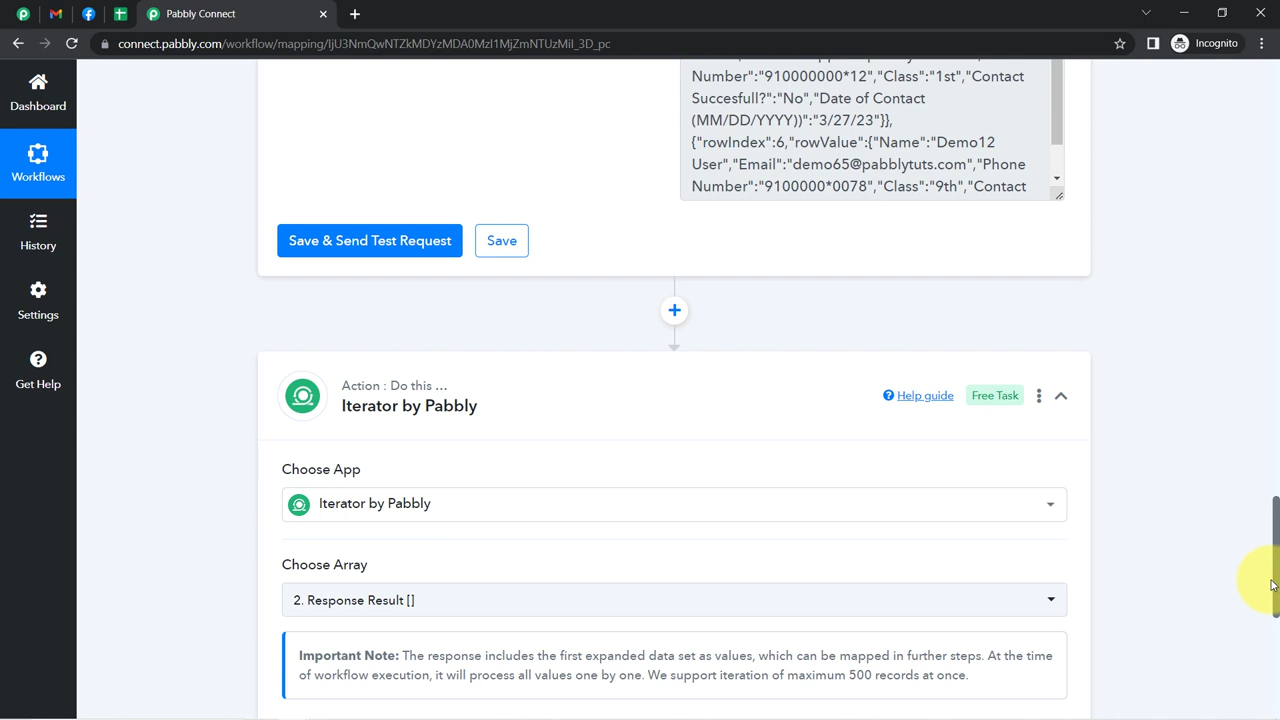 Pabbly Connect
connect.pabbly.com/workflow/mapping/IjU3NmQwNTZkMDYzMDA0MzI1MjZmNTUzMiI_3D_pc
Incognito
Dashboard
Workflows
History
Settings
Get Help
Number":"910000000*12","Class":"1st","Contact
Succesfull?":"No","Date of Contact
(MM/DD/YYYY))":"3/27/23"}},
{"rowIndex":6,"rowValue":{"Name":"Demo12
User","Email":"demo65@pabblytuts.com","Phone
Number":"9100000*0078","Class":"9th","Contact
Save & Send Test Request
Save
Action : Do this ...
Iterator by Pabbly
Help guide
Free Task
Choose App
Iterator by Pabbly
Choose Array
2. Response Result []
Important Note: The response includes the first expanded data set as values, which can be mapped in further steps. At the time
of workflow execution, it will process all values one by one. We support iteration of maximum 500 records at once.